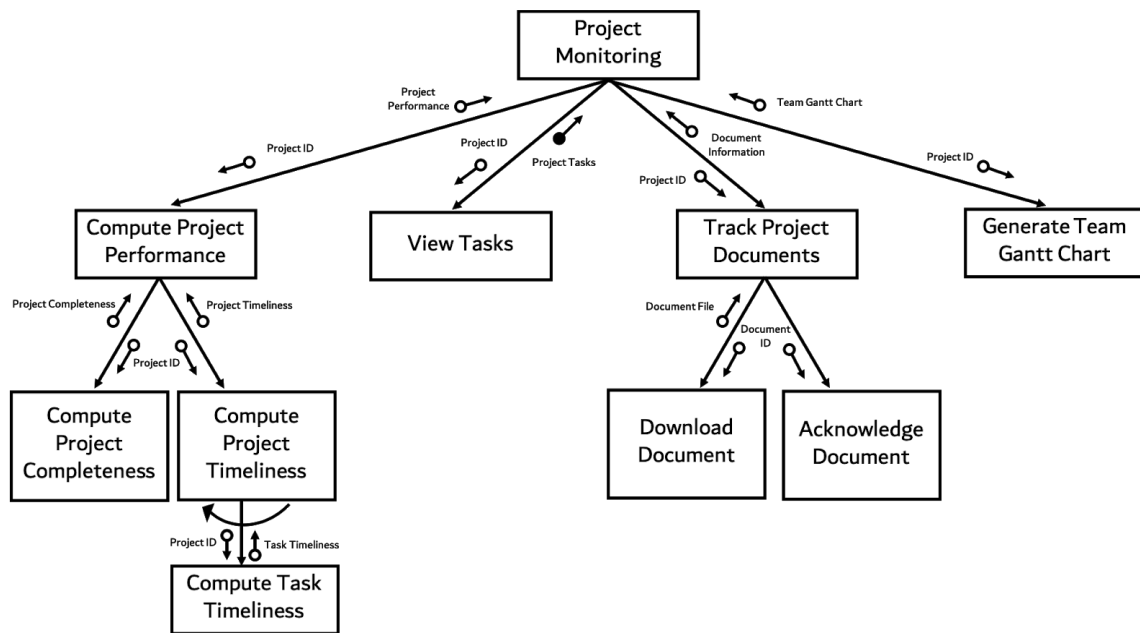 Project
Monitoring
Project
Performance
Team Gantt Chart
Project ID
Project ID
Project Tasks
Document
Information
Project ID
Project ID
Compute Project
Performance
View Tasks
Track Project
Documents
Generate Team
Gantt Chart
Project Completeness
Project Timeliness
Project ID
Document File
Document
ID
Compute
Project
Completeness
Compute
Project
Timeliness
Download
Document
Acknowledge
Document
Project ID
Task Timeliness
Compute Task
Timeliness